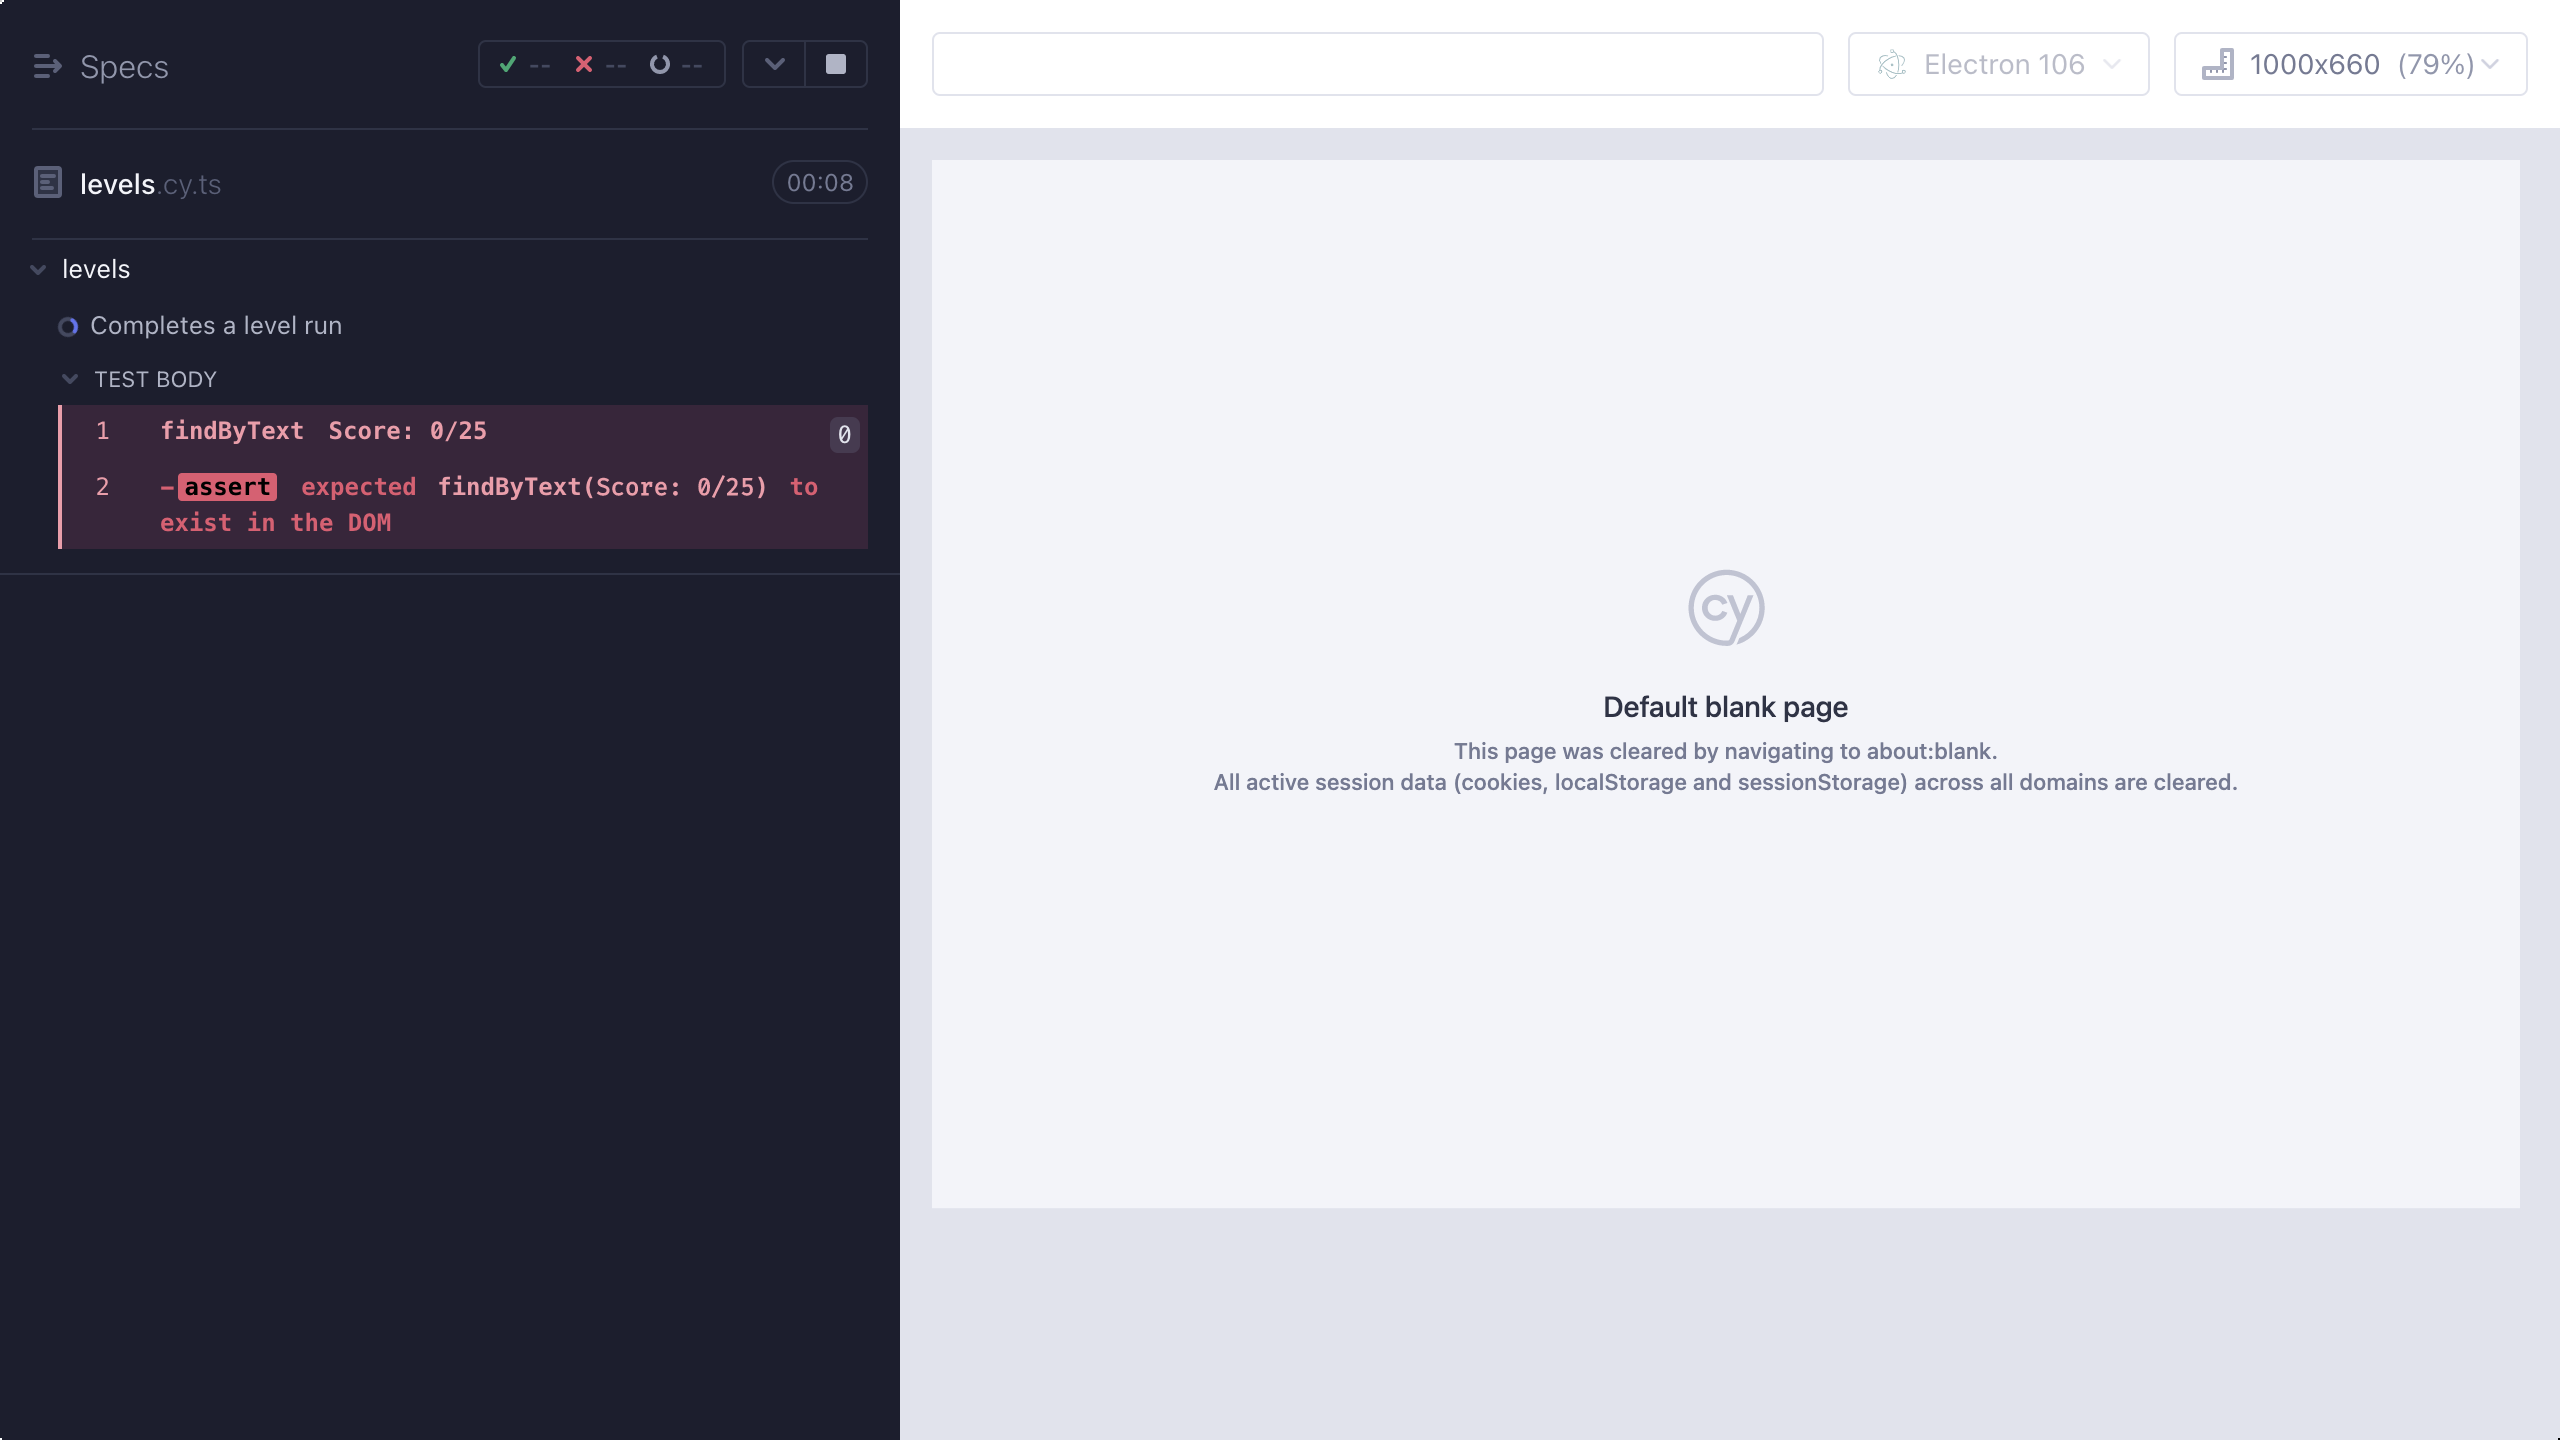 Specs
-- -- --
levels.cy.ts 00:08
levels
Completes a level run
TEST BODY
1 findByText Score: 0/25 0
2 -assert expected findByText(Score: 0/25) to
exist in the DOM
Electron 106
1000x660 (79%)
cy
Default blank page
This page was cleared by navigating to about:blank.
All active session data (cookies, localStorage and sessionStorage) across all domains are cleared.